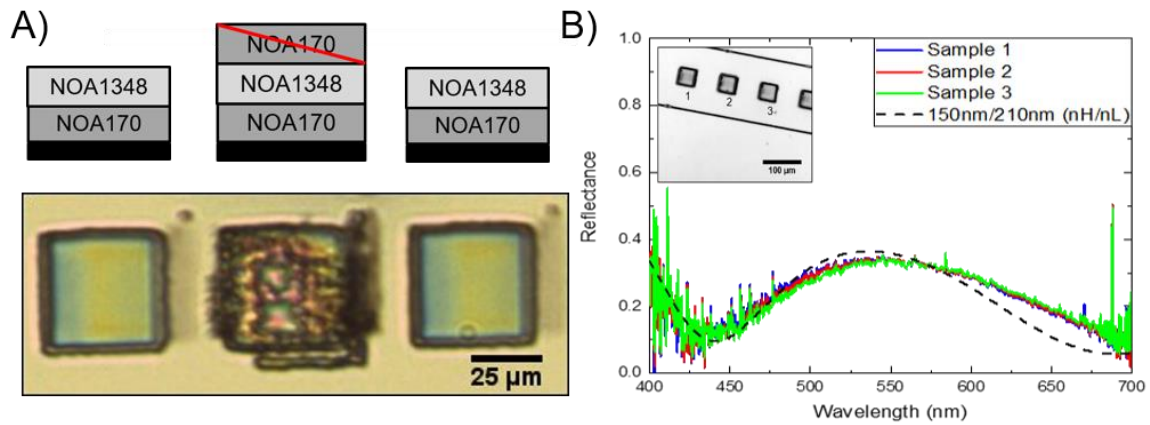 A)
NOA170
NOA1348
NOA1348
NOA1348
NOA170
NOA170
NOA170
25 µm
B)
Sample 1
Sample 2
Sample 3
150nm/210nm (nH/nL)
1
2
3
100 µm
Reflectance
1.0
0.8
0.6
0.4
0.2
0.0
400
450
500
550
600
650
700
Wavelength (nm)